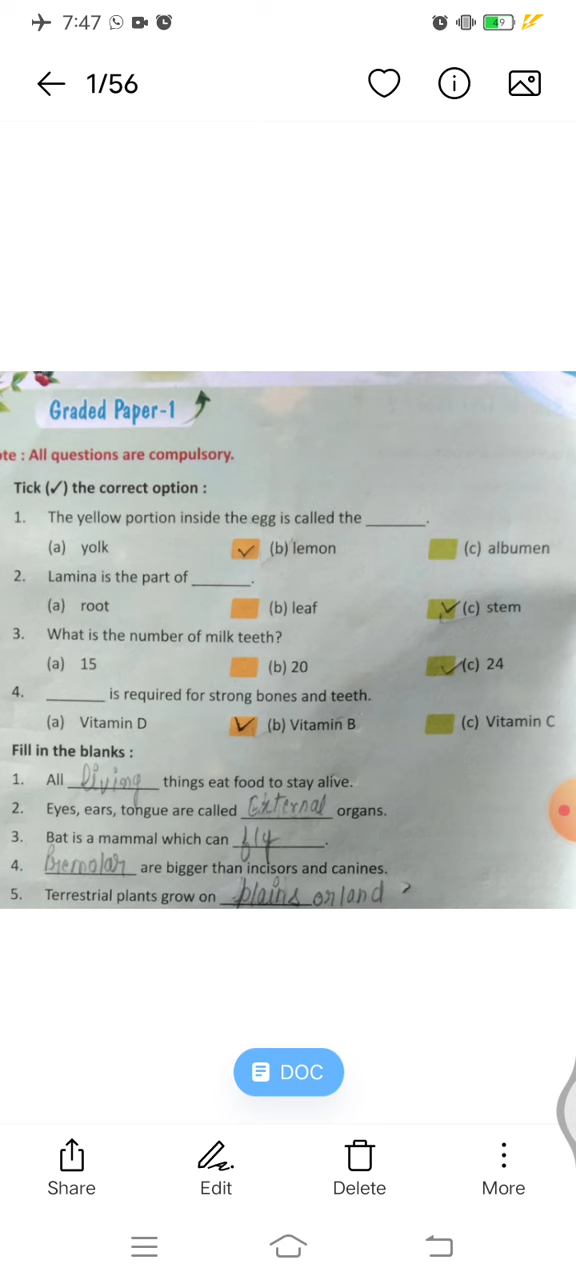 7:47 49
1/56
Graded Paper-1
ote : All questions are compulsory.
Tick (✓) the correct option :
1. The yellow portion inside the egg is called the ______.
(a) yolk ✓ (b) lemon (c) albumen
2. Lamina is the part of ______.
(a) root (b) leaf ✓ (c) stem
3. What is the number of milk teeth?
(a) 15 (b) 20 ✓ (c) 24
4. ______ is required for strong bones and teeth.
(a) Vitamin D ✓ (b) Vitamin B (c) Vitamin C
Fill in the blanks :
1. All living things eat food to stay alive.
2. Eyes, ears, tongue are called External organs.
3. Bat is a mammal which can fly.
4. Premolar are bigger than incisors and canines.
5. Terrestrial plants grow on plains or land
DOC
Share Edit Delete More